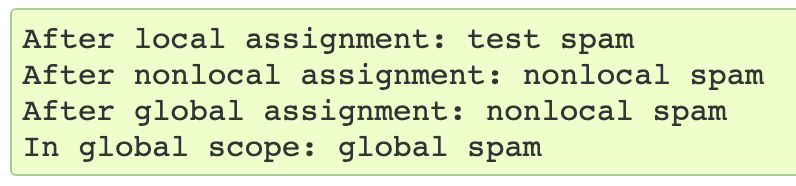 After local assignment: test spam
After nonlocal assignment: nonlocal spam
After global assignment: nonlocal spam
In global scope: global spam